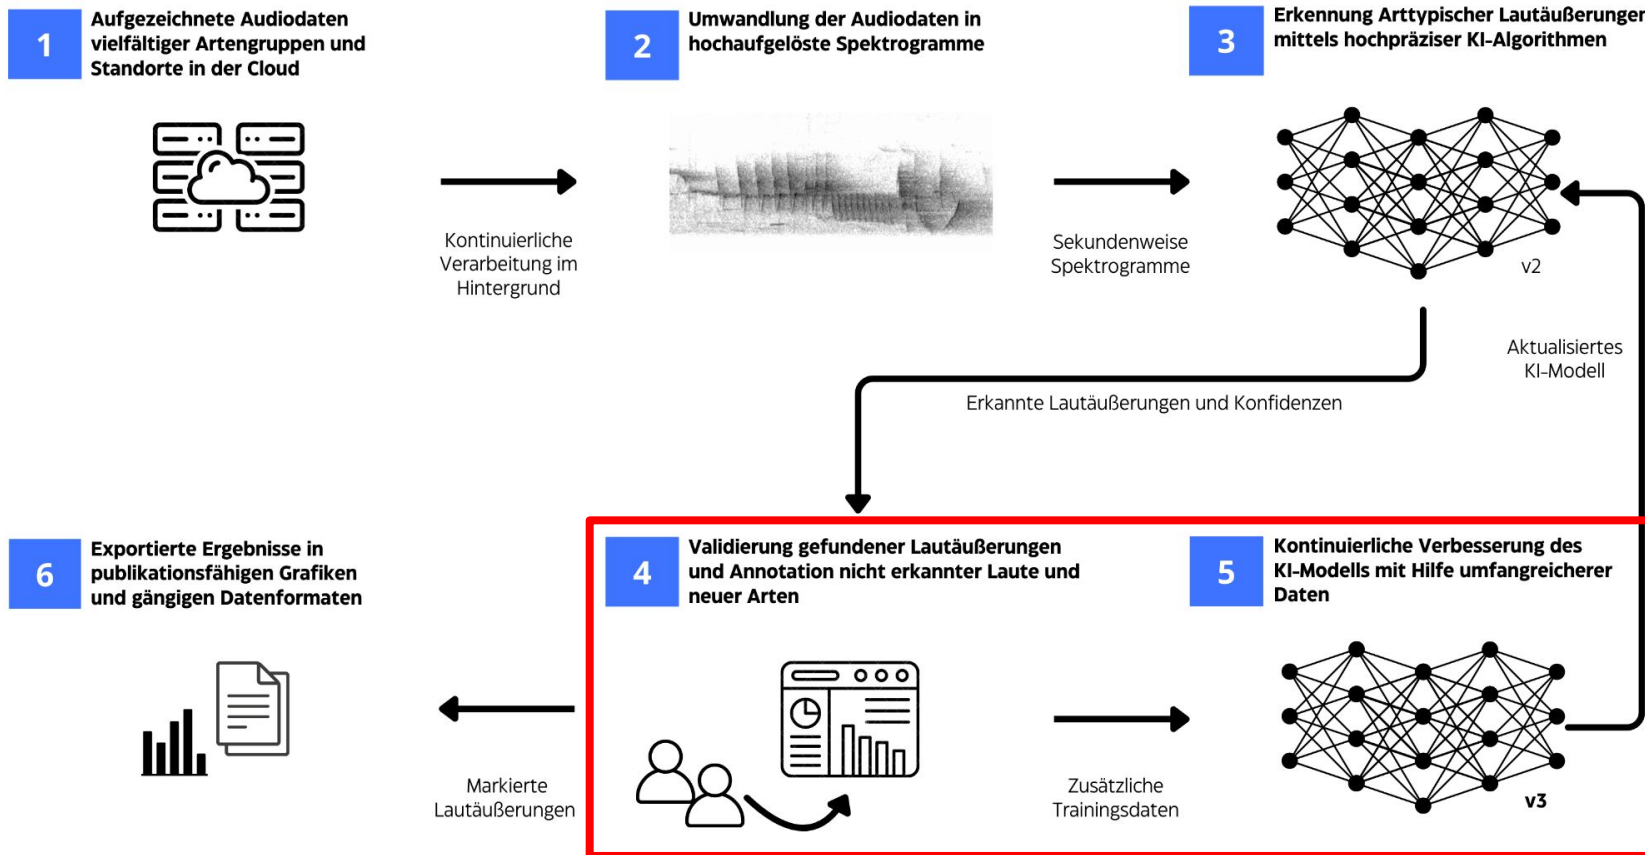 1
Aufgezeichnete Audiodaten
vielfältiger Artengruppen und
Standorte in der Cloud
2
Umwandlung der Audiodaten in
hochaufgelöste Spektrogramme
3
Erkennung Arttypischer Lautäußerungen
mittels hochpräziser KI-Algorithmen
Kontinuierliche
Verarbeitung im
Hintergrund
Sekundenweise
Spektrogramme
v2
Aktualisiertes
KI-Modell
Erkannte Lautäußerungen und Konfidenzen
6
Exportierte Ergebnisse in
publikationsfähigen Grafiken
und gängigen Datenformaten
4
Validierung gefundener Lautäußerungen
und Annotation nicht erkannter Laute und
neuer Arten
5
Kontinuierliche Verbesserung des
KI-Modells mit Hilfe umfangreicherer
Daten
Markierte
Lautäußerungen
Zusätzliche
Trainingsdaten
v3